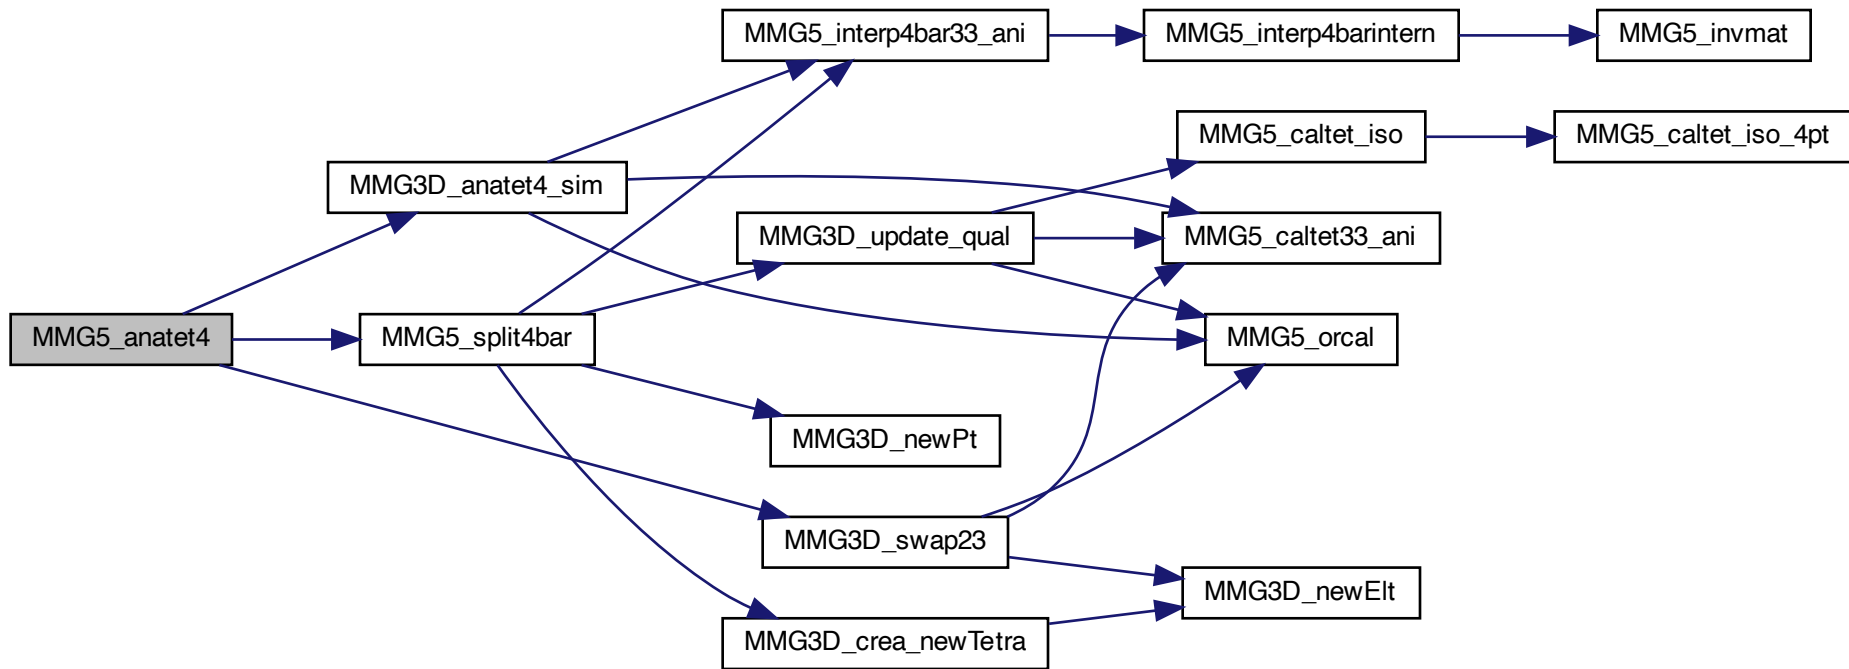 MMG5_interp4bar33_ani
MMG5_interp4barintern
MMG5_invmat
MMG5_caltet_iso
MMG5_caltet_iso_4pt
MMG3D_anatet4_sim
MMG3D_update_qual
MMG5_caltet33_ani
MMG5_anatet4
MMG5_split4bar
MMG5_orcal
MMG3D_newPt
MMG3D_swap23
MMG3D_newElt
MMG3D_crea_newTetra